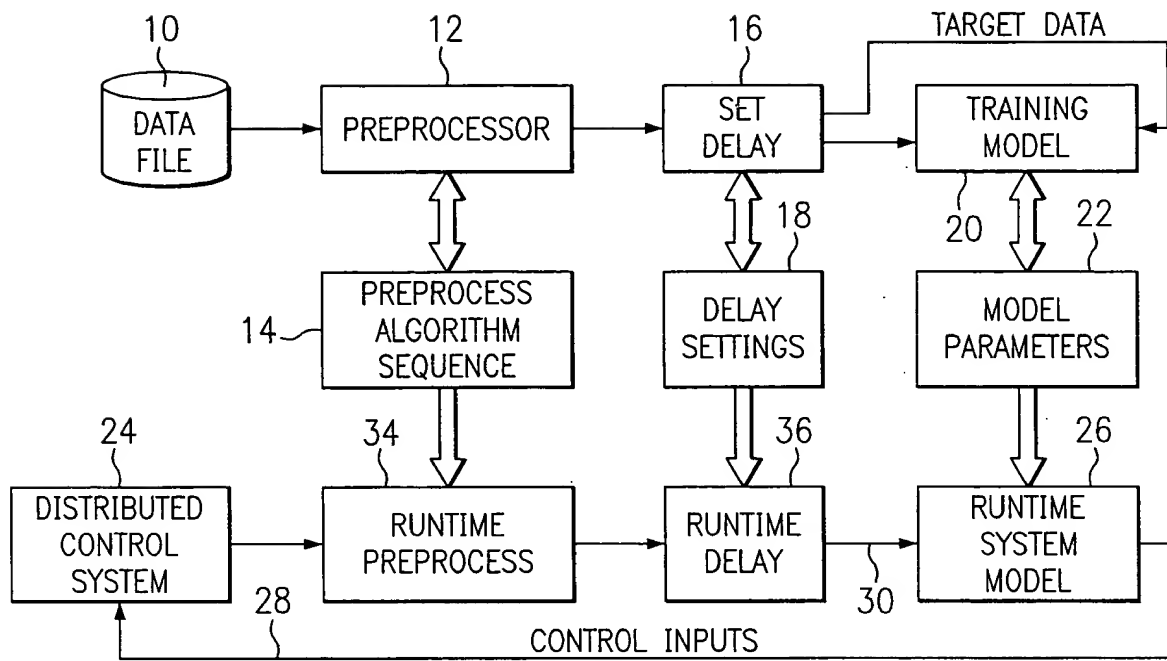 TARGET DATA
10
12
16
DATA
FILE
PREPROCESSOR
SET
DELAY
TRAINING
MODEL
18
20
22
14
PREPROCESS
ALGORITHM
SEQUENCE
DELAY
SETTINGS
MODEL
PARAMETERS
24
34
36
26
DISTRIBUTED
CONTROL
SYSTEM
RUNTIME
PREPROCESS
RUNTIME
DELAY
RUNTIME
SYSTEM
MODEL
28
30
CONTROL INPUTS